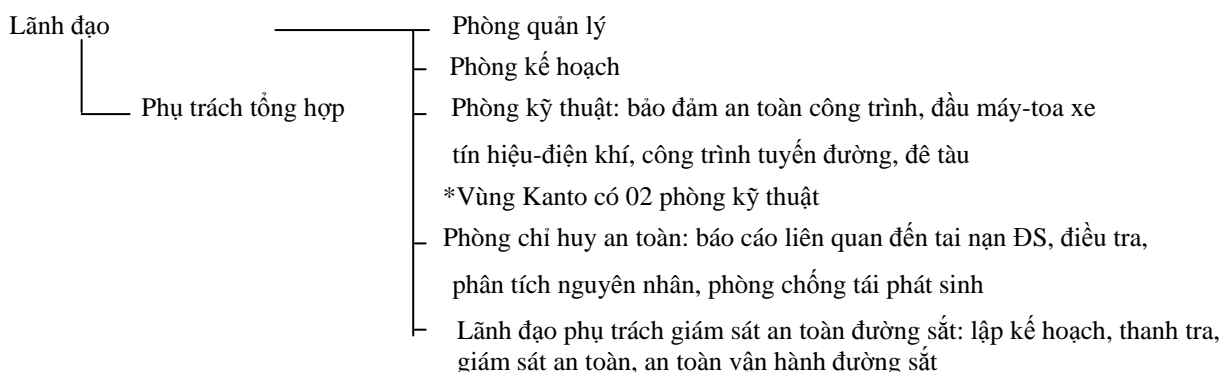 Lãnh đạo
Phòng quản lý
Phòng kế hoạch
Phụ trách tổng hợp
Phòng kỹ thuật: bảo đảm an toàn công trình, đầu máy-toa xe
tín hiệu-điện khí, công trình tuyến đường, đê tàu
*Vùng Kanto có 02 phòng kỹ thuật
Phòng chỉ huy an toàn: báo cáo liên quan đến tai nạn ĐS, điều tra,
phân tích nguyên nhân, phòng chống tái phát sinh
Lãnh đạo phụ trách giám sát an toàn đường sắt: lập kế hoạch, thanh tra,
giám sát an toàn, an toàn vận hành đường sắt